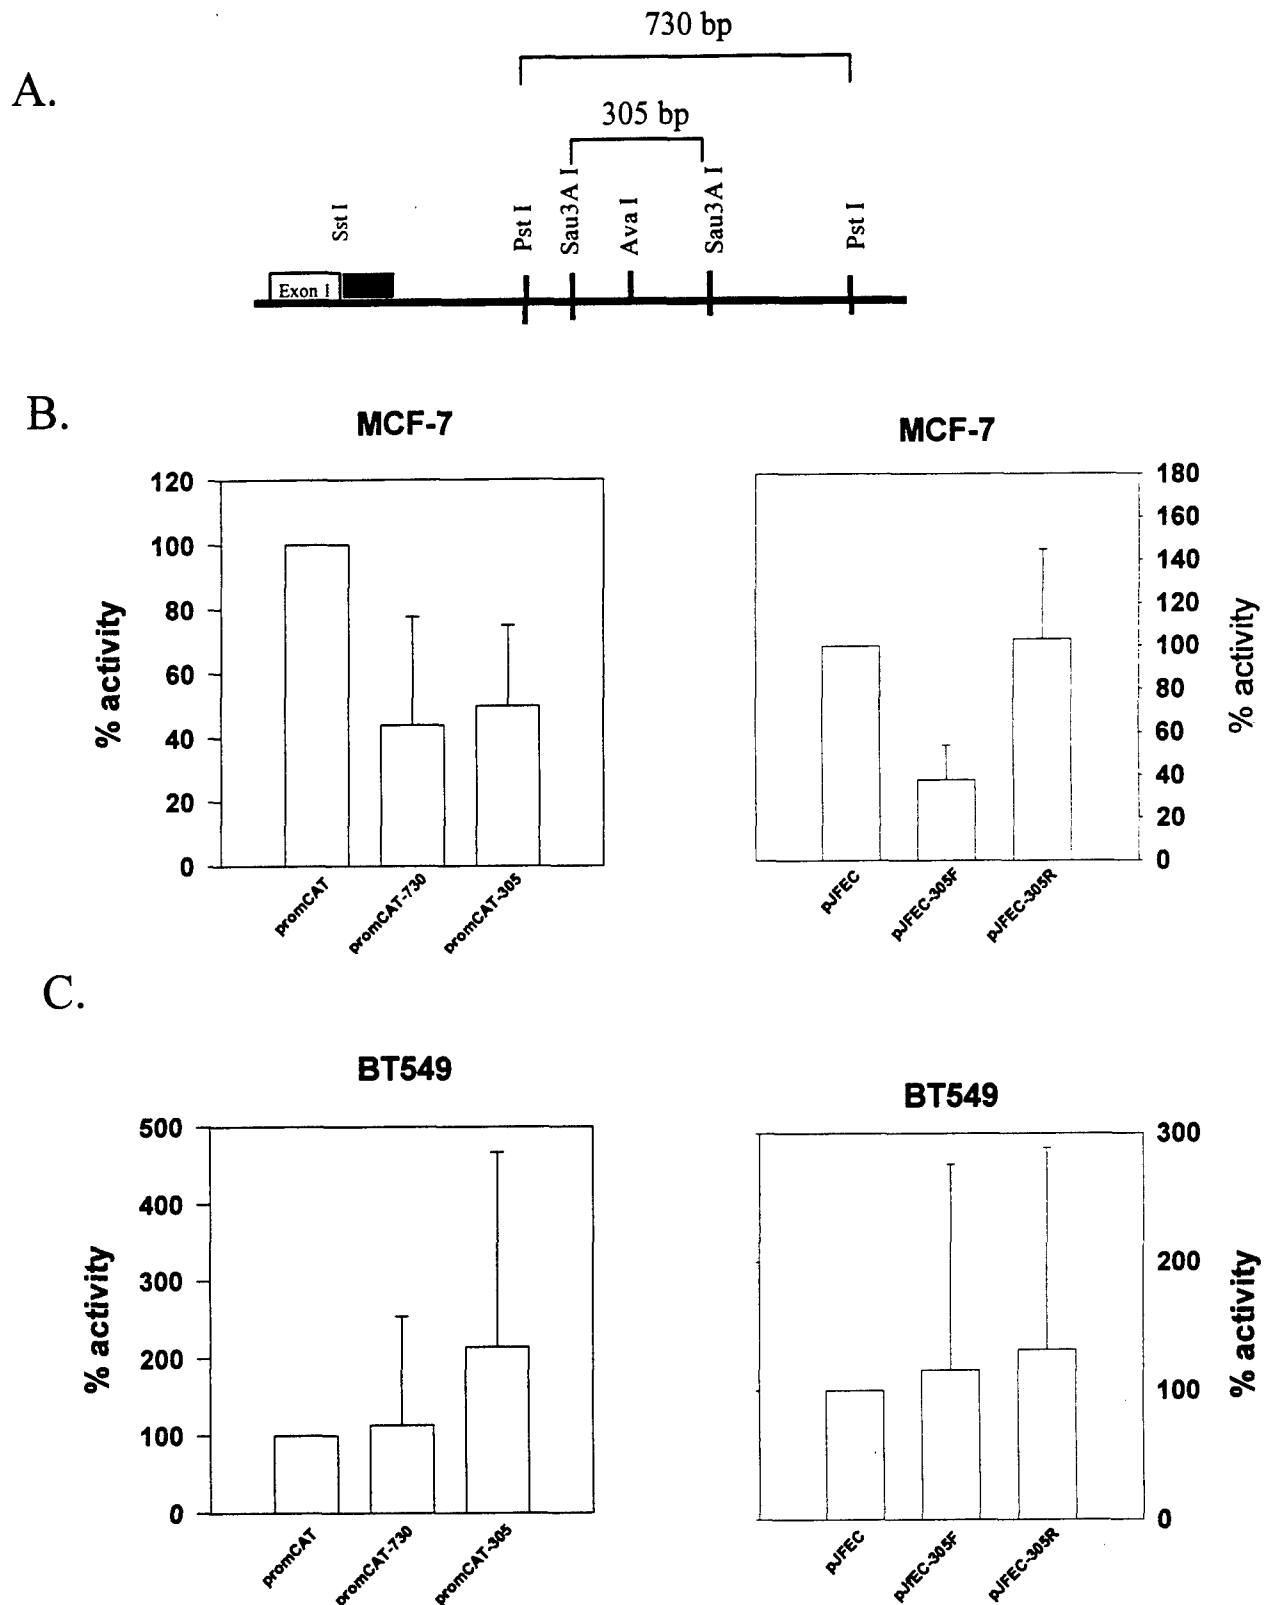 730 bp
A.
305 bp
Sst I
Pst I
Sau3A I
Ava I
Sau3A I
Pst I
Exon 1
B.
MCF-7
120
100
80
60
40
20
0
% activity
promCAT
promCAT-730
promCAT-305
MCF-7
180
160
140
120
100
80
60
40
20
0
% activity
pJFEC
pJFEC-305F
pJFEC-305R
C.
BT549
500
400
300
200
100
0
% activity
promCAT
promCAT-730
promCAT-305
BT549
300
200
100
0
% activity
pJFEC
pJFEC-305F
pJFEC-305R